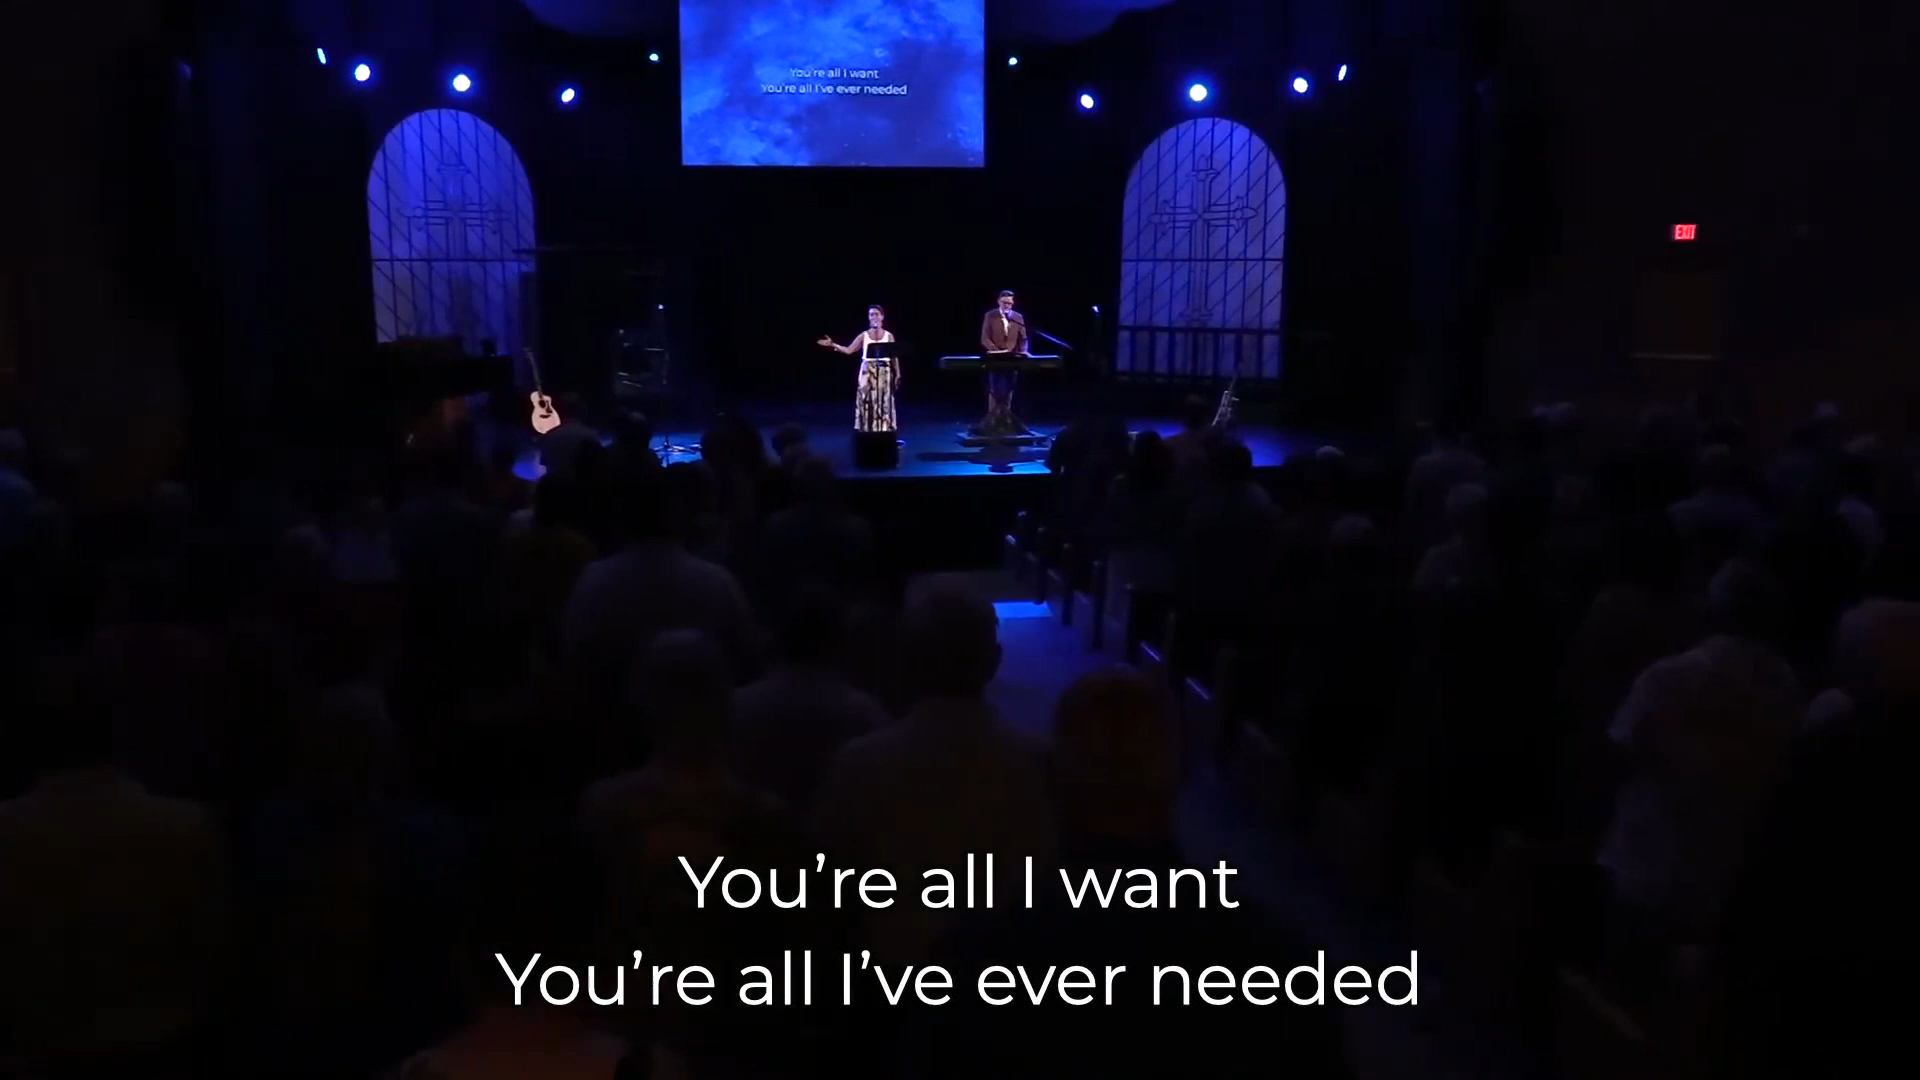 You're all I want
You're all I've ever needed
EXIT
You’re all I want
You’re all I’ve ever needed